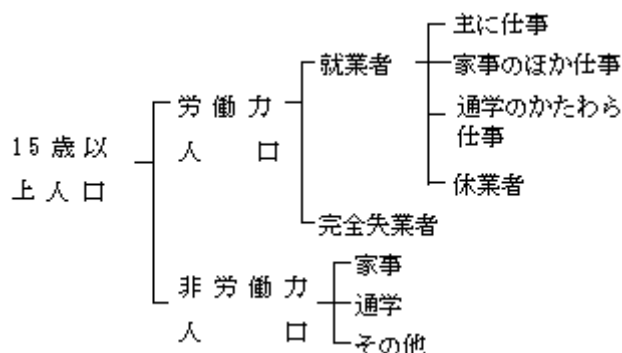 15歳以
上人口
労働力
人口
就業者
主に仕事
家事のほか仕事
通学のかたわら
仕事
休業者
完全失業者
非労働力
人口
家事
通学
その他